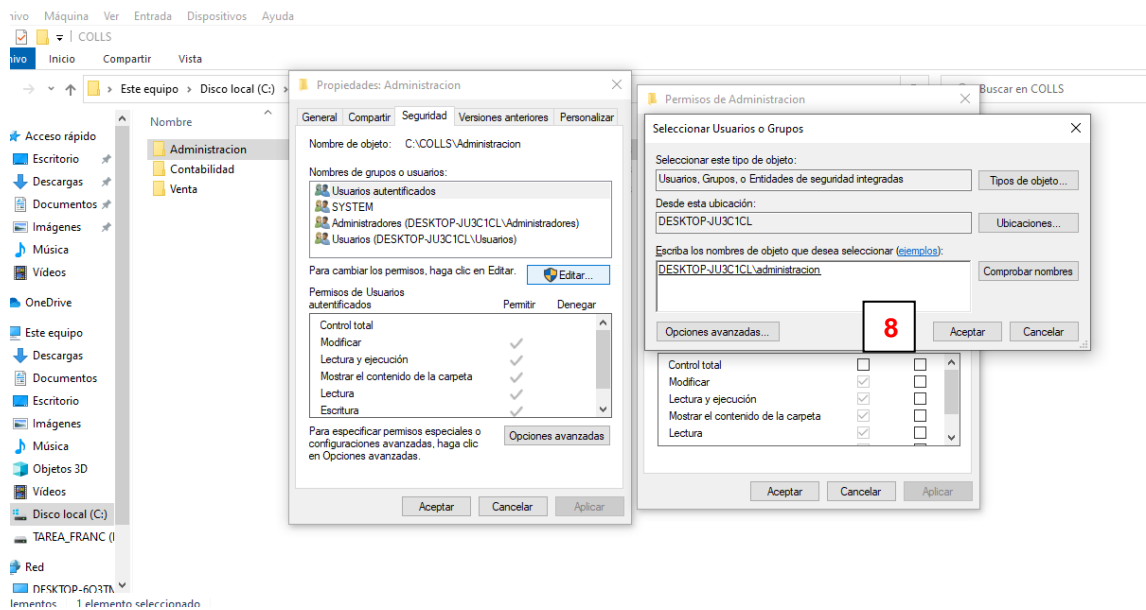 hivo Máquina Ver Entrada Dispositivos Ayuda
COLLS
hivo Inicio Compartir Vista
Este equipo Disco local (C:)
Buscar en COLLS
Acceso rápido
Escritorio
Descargas
Documentos
Imágenes
Música
Vídeos
OneDrive
Este equipo
Descargas
Documentos
Escritorio
Imágenes
Música
Objetos 3D
Vídeos
Disco local (C:)
TAREA_FRANC (
Red
DESKTOP-6O3TN
lementos 1 elemento seleccionado
Nombre
Administracion
Contabilidad
Venta
Propiedades: Administracion
General Compartir Seguridad Versiones anteriores Personalizar
Nombre de objeto: C:\COLLS\Administracion
Nombres de grupos o usuarios:
Usuarios autentificados
SYSTEM
Administradores (DESKTOP-JU3C1CL\Administradores)
Usuarios (DESKTOP-JU3C1CL\Usuarios)
Para cambiar los permisos, haga clic en Editar. Editar...
Permisos de Usuarios
autentificados Permitir Denegar
Control total
Modificar
Lectura y ejecución
Mostrar el contenido de la carpeta
Lectura
Escritura
Para especificar permisos especiales o
configuraciones avanzadas, haga clic
en Opciones avanzadas.
Opciones avanzadas
Aceptar Cancelar Aplicar
Permisos de Administracion
Seleccionar Usuarios o Grupos
Seleccionar este tipo de objeto:
Usuarios, Grupos, o Entidades de seguridad integradas Tipos de objeto...
Desde esta ubicación:
DESKTOP-JU3C1CL Ubicaciones...
Escriba los nombres de objeto que desea seleccionar (ejemplos):
DESKTOP-JU3C1CL\administracion Comprobar nombres
Opciones avanzadas... 8 Aceptar Cancelar
Control total
Modificar
Lectura y ejecución
Mostrar el contenido de la carpeta
Lectura
Aceptar Cancelar Aplicar